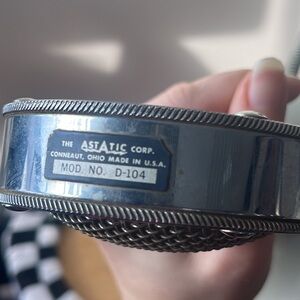 THE ASTATIC CORP.
CONNEAUT, OHIO MADE IN U.S.A.
MOD. NO. D-104